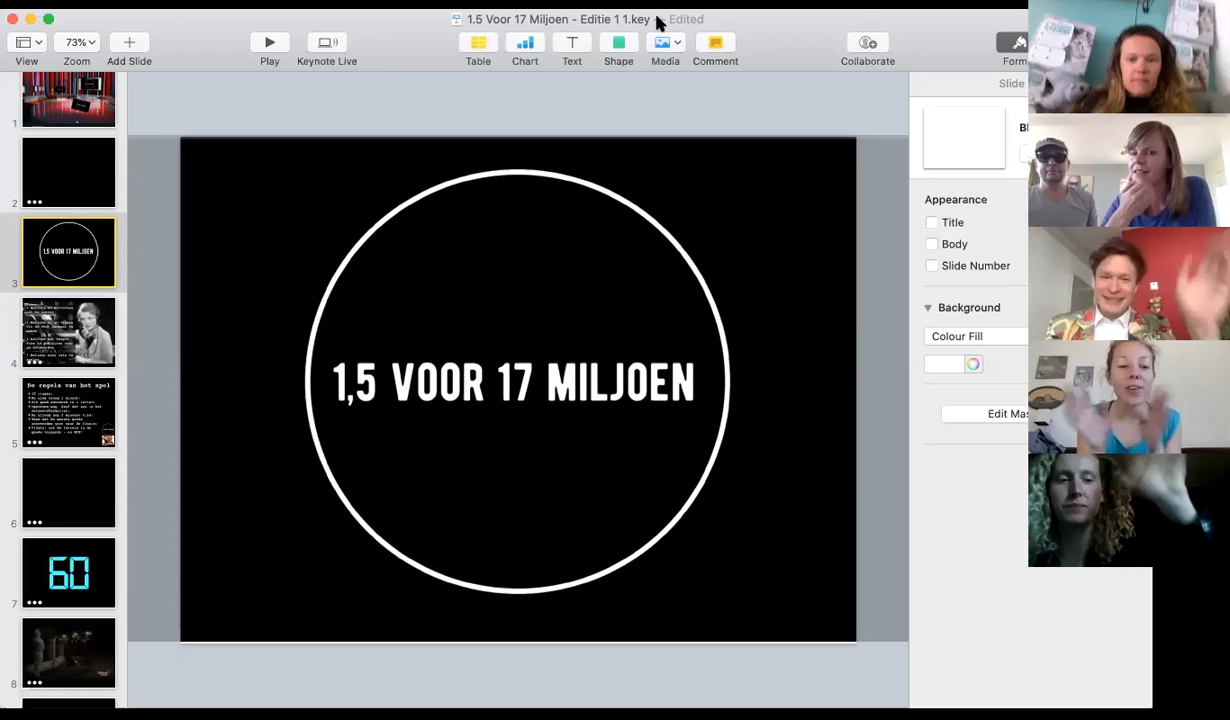 1.5 Voor 17 Miljoen - Editie 1 1.key — Edited
View
73%
Zoom
Add Slide
Play
Keynote Live
Table
Chart
Text
Shape
Media
Comment
Collaborate
Form
Slide
1
2
3
1,5 VOOR 17 MILJOEN
4
5
De regels van het spel
6
7
60
8
1,5 VOOR 17 MILJOEN
Bl
Appearance
Title
Body
Slide Number
Background
Colour Fill
Edit Mas